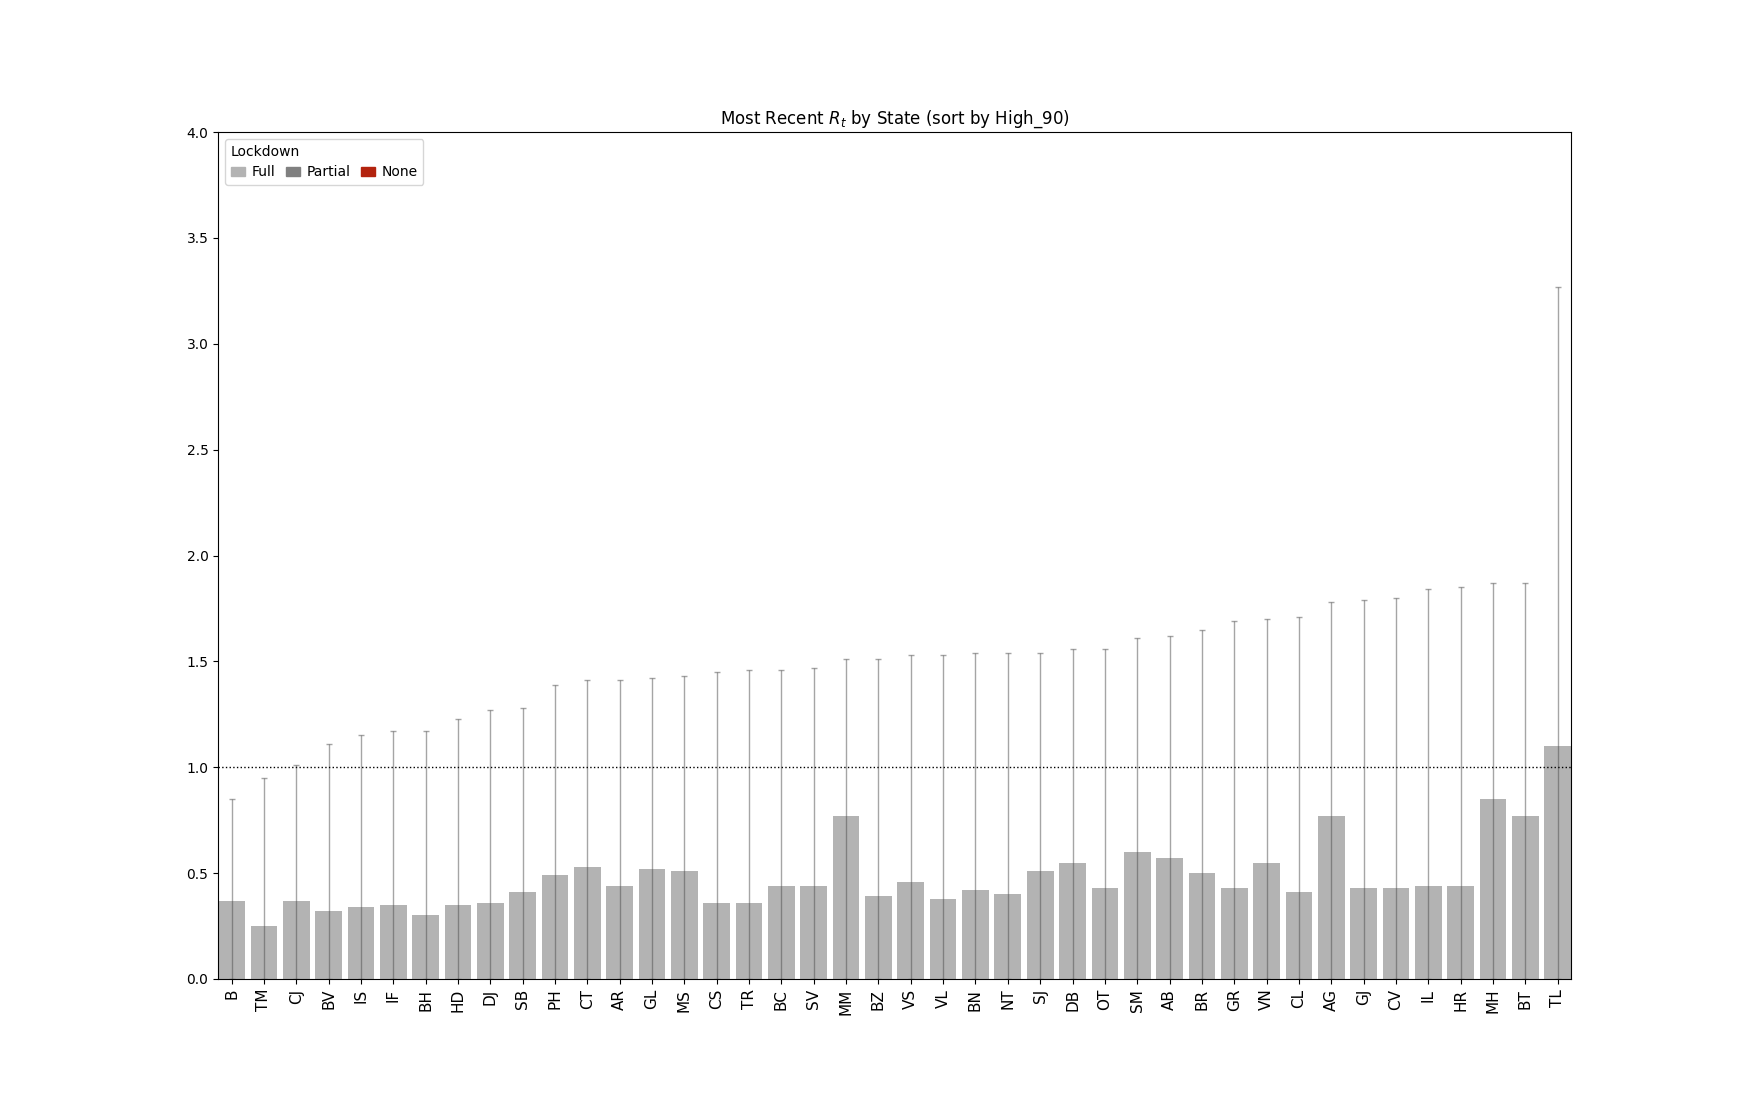 Most Recent R_t by State (sort by High_90)
Lockdown
Full Partial None
4.0
3.5
3.0
2.5
2.0
1.5
1.0
0.5
0.0
B TM CJ BV IS IF BH HD DJ SB PH CT AR GL MS CS TR BC SV MM BZ VS VL BN NT SJ DB OT SM AB BR GR VN CL AG GJ CV IL HR MH BT TL